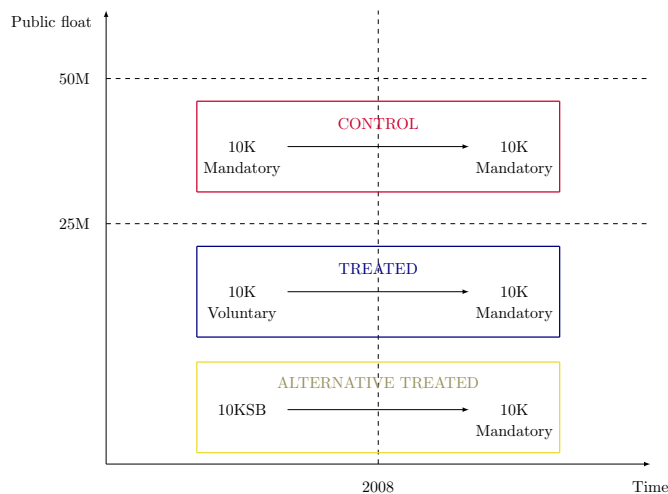 Public float
50M
CONTROL
10K
Mandatory
10K
Mandatory
25M
TREATED
10K
Voluntary
10K
Mandatory
ALTERNATIVE TREATED
10KSB
10K
Mandatory
2008
Time